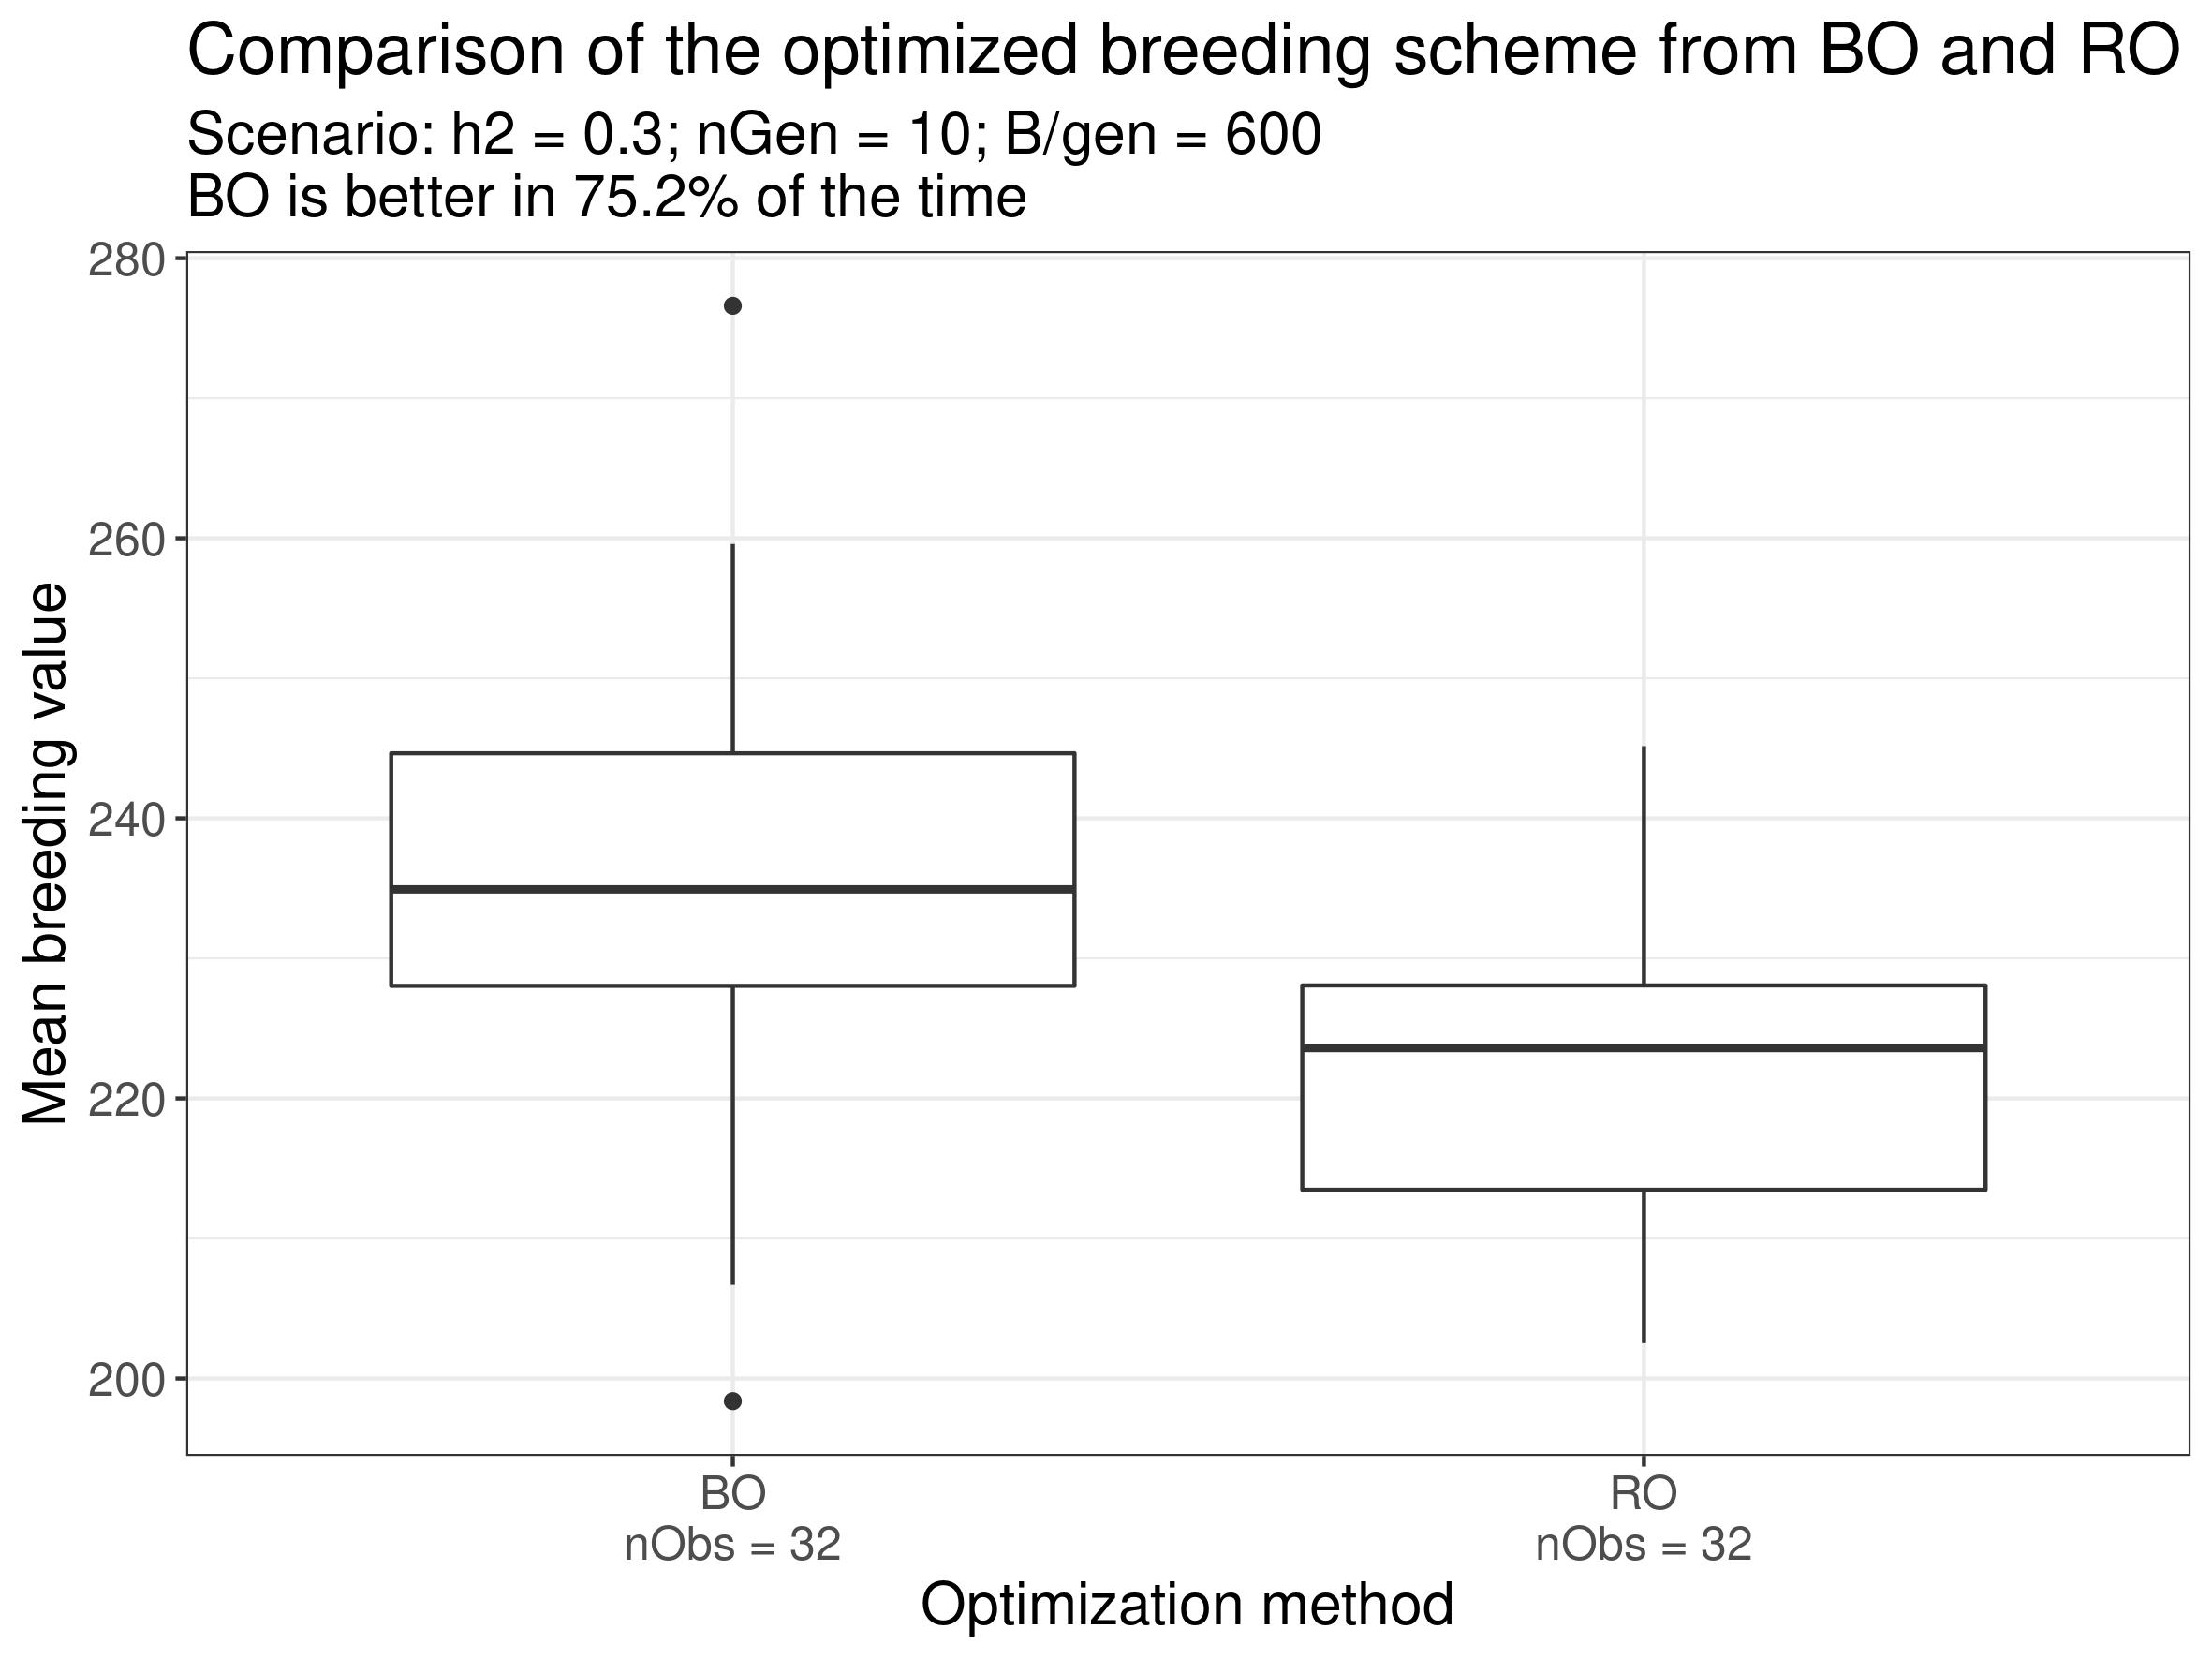 Comparison of the optimized breeding scheme from BO and RO
Scenario: h2 = 0.3; nGen = 10; B/gen = 600
BO is better in 75.2% of the time
280
260
240
220
200
Mean breeding value
BO
nObs = 32
RO
nObs = 32
Optimization method